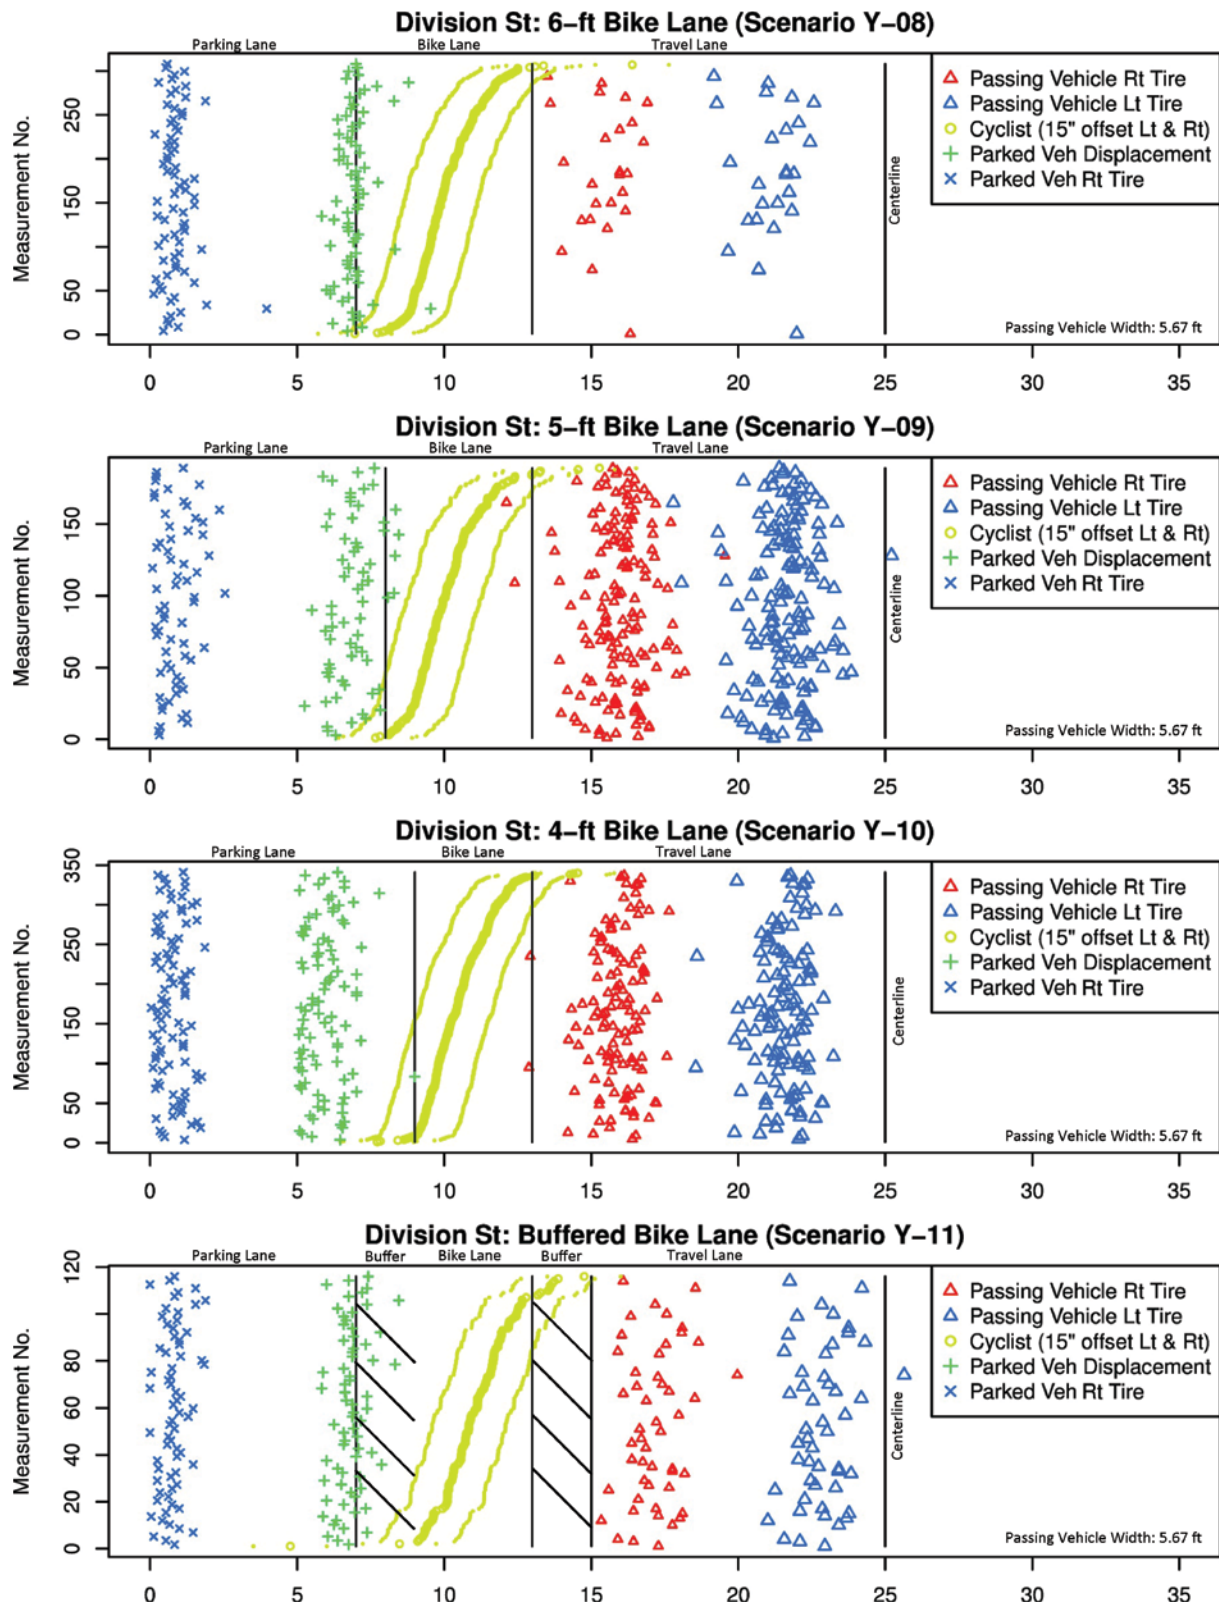 Division St: 6-ft Bike Lane (Scenario Y-08)
Parking Lane Bike Lane Travel Lane
Measurement No.
0 50 150 250
Passing Vehicle Rt Tire
Passing Vehicle Lt Tire
Cyclist (15" offset Lt & Rt)
Parked Veh Displacement
Parked Veh Rt Tire
Centerline
Passing Vehicle Width: 5.67 ft
0 5 10 15 20 25 30 35
Division St: 5-ft Bike Lane (Scenario Y-09)
Parking Lane Bike Lane Travel Lane
Measurement No.
0 50 100 150
Passing Vehicle Rt Tire
Passing Vehicle Lt Tire
Cyclist (15" offset Lt & Rt)
Parked Veh Displacement
Parked Veh Rt Tire
Centerline
Passing Vehicle Width: 5.67 ft
0 5 10 15 20 25 30 35
Division St: 4-ft Bike Lane (Scenario Y-10)
Parking Lane Bike Lane Travel Lane
Measurement No.
0 50 150 250 350
Passing Vehicle Rt Tire
Passing Vehicle Lt Tire
Cyclist (15" offset Lt & Rt)
Parked Veh Displacement
Parked Veh Rt Tire
Centerline
Passing Vehicle Width: 5.67 ft
0 5 10 15 20 25 30 35
Division St: Buffered Bike Lane (Scenario Y-11)
Parking Lane Buffer Bike Lane Buffer Travel Lane
Measurement No.
0 20 40 60 80 120
Passing Vehicle Rt Tire
Passing Vehicle Lt Tire
Cyclist (15" offset Lt & Rt)
Parked Veh Displacement
Parked Veh Rt Tire
Centerline
Passing Vehicle Width: 5.67 ft
0 5 10 15 20 25 30 35